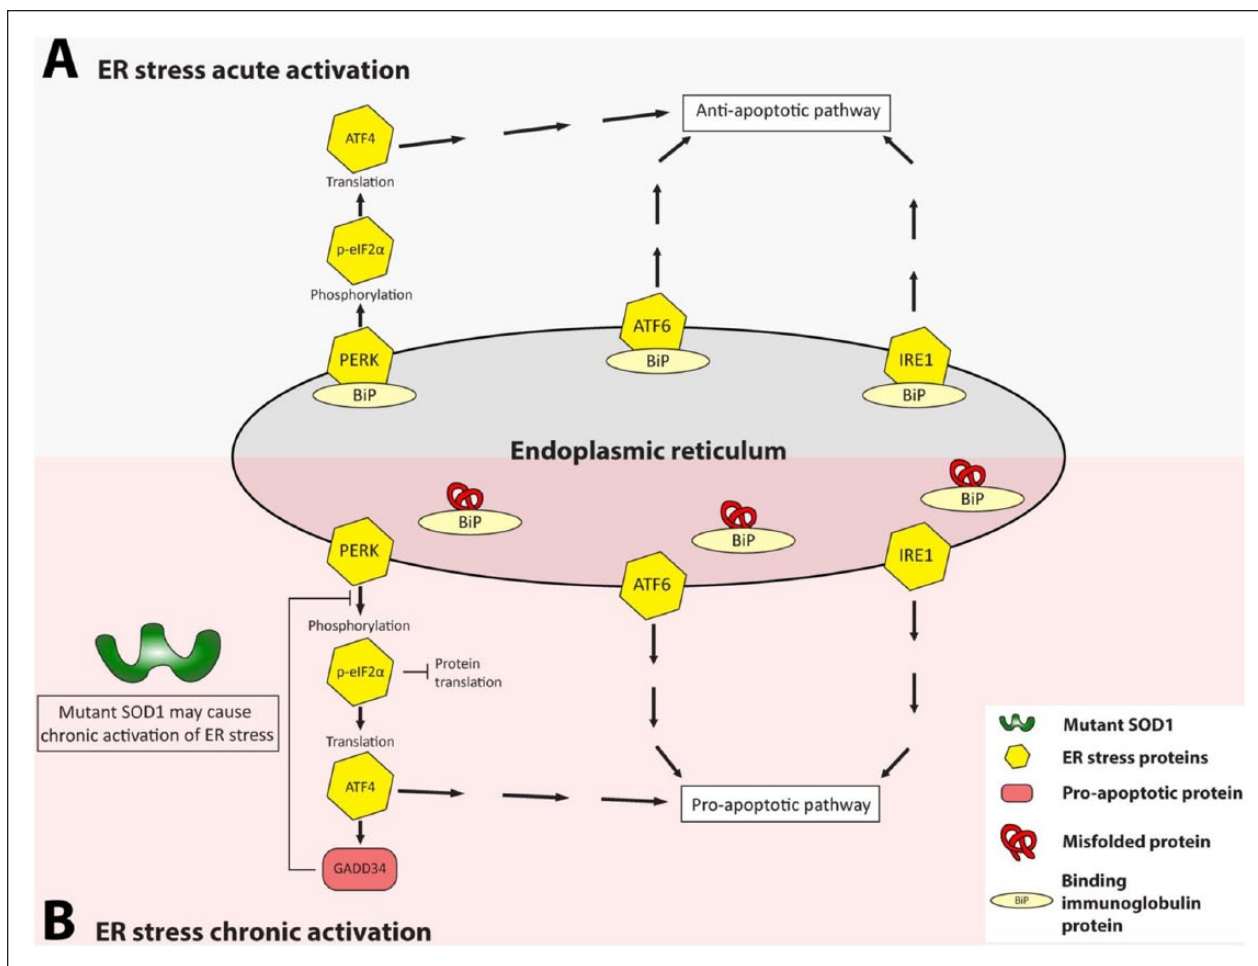 A ER stress acute activation
Anti-apoptotic pathway
ATF4
Translation
p-eIF2α
Phosphorylation
PERK
BiP
ATF6
BiP
IRE1
BiP
Endoplasmic reticulum
BiP
BiP
BiP
PERK
ATF6
IRE1
Phosphorylation
p-eIF2α
Protein
translation
Mutant SOD1 may cause
chronic activation of ER stress
Translation
ATF4
Pro-apoptotic pathway
GADD34
Mutant SOD1
ER stress proteins
Pro-apoptotic protein
Misfolded protein
BiP
Binding
immunoglobulin
protein
B ER stress chronic activation